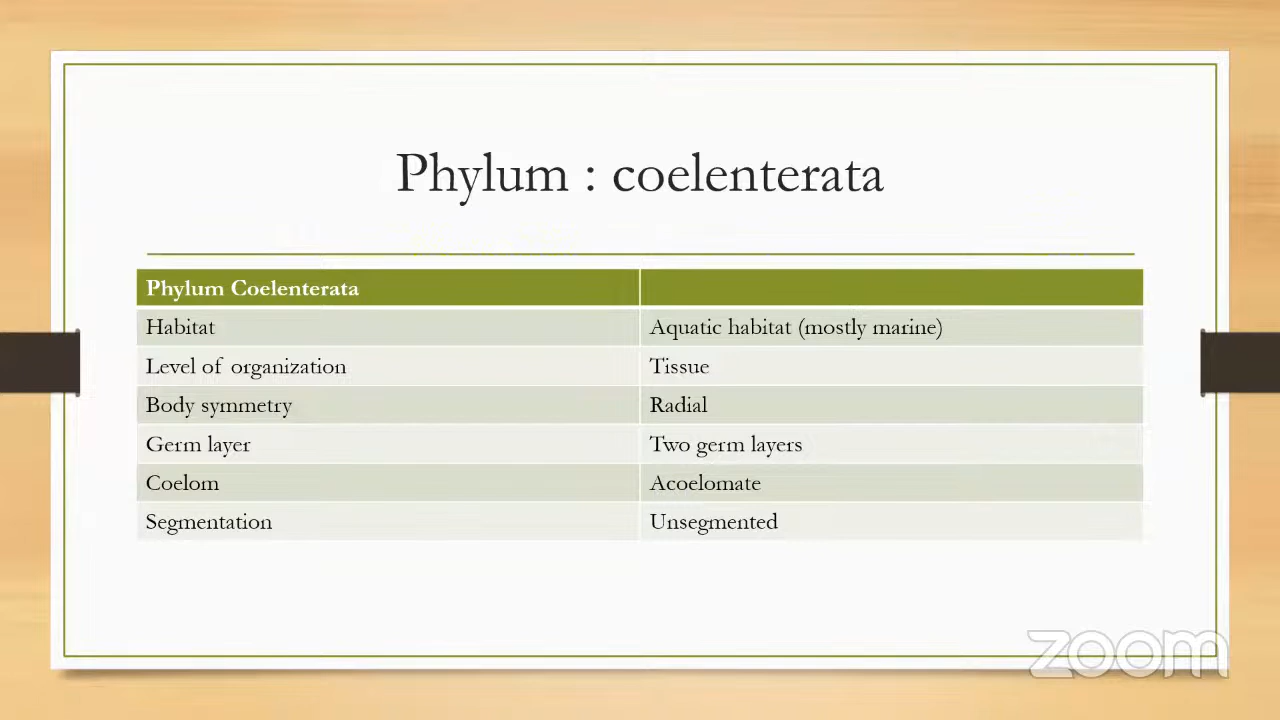 Phylum : coelenterata
Phylum Coelenterata
Habitat Aquatic habitat (mostly marine)
Level of organization Tissue
Body symmetry Radial
Germ layer Two germ layers
Coelom Acoelomate
Segmentation Unsegmented
zoom